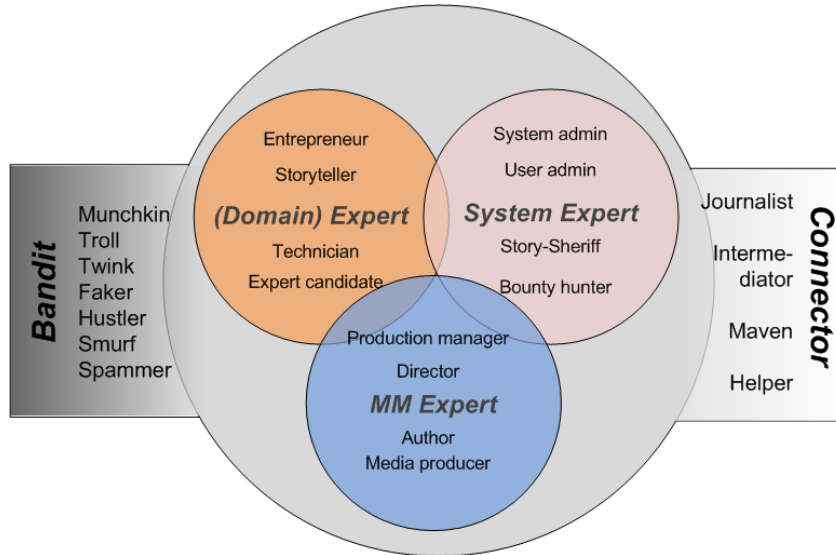 Bandit
Munchkin
Troll
Twink
Faker
Hustler
Smurf
Spammer
Entrepreneur
Storyteller
(Domain) Expert
Technician
Expert candidate
System admin
User admin
System Expert
Story-Sheriff
Bounty hunter
Production manager
Director
MM Expert
Author
Media producer
Journalist
Interme-
diator
Maven
Helper
Connector